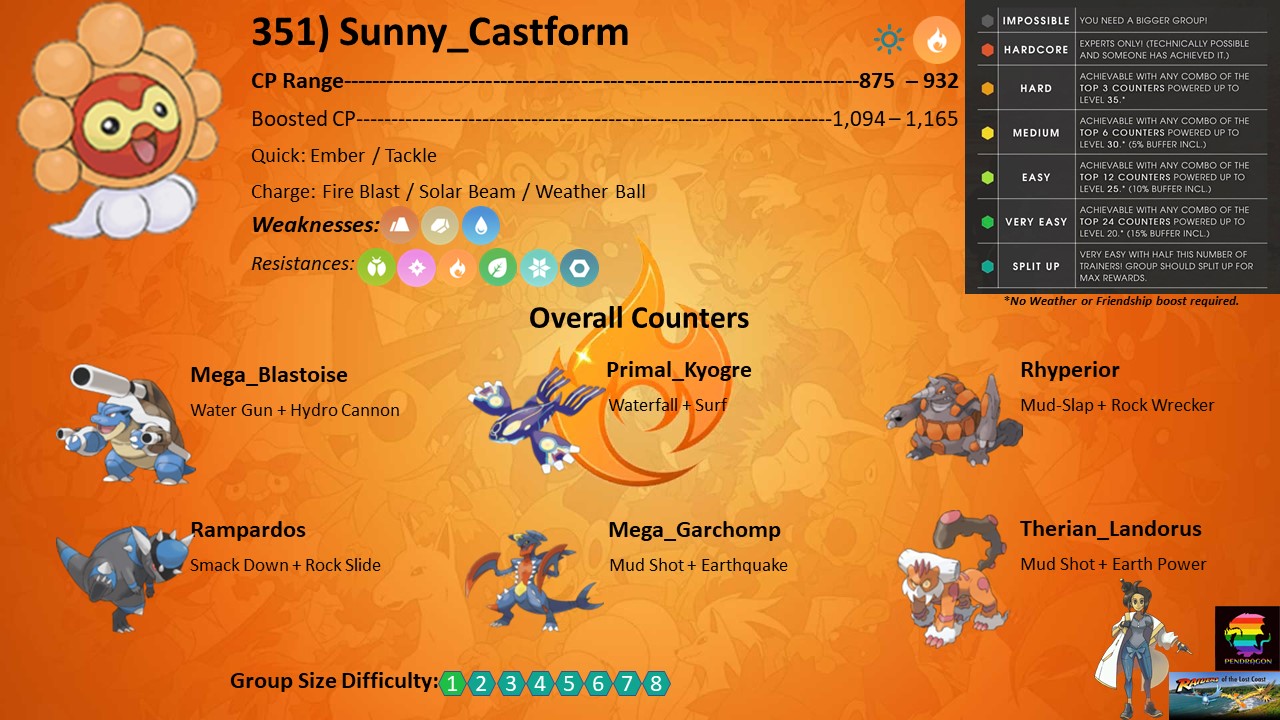 351) Sunny_Castform
CP Range--------------------------------------------------------------------------875 – 932
Boosted CP--------------------------------------------------------------------1,094 – 1,165
Quick: Ember / Tackle
Charge: Fire Blast / Solar Beam / Weather Ball
Weaknesses:
Resistances:
IMPOSSIBLE YOU NEED A BIGGER GROUP!
HARDCORE EXPERTS ONLY! (TECHNICALLY POSSIBLE
AND SOMEONE HAS ACHIEVED IT.)
HARD ACHIEVABLE WITH ANY COMBO OF THE
TOP 3 COUNTERS POWERED UP TO
LEVEL 35.*
MEDIUM ACHIEVABLE WITH ANY COMBO OF THE
TOP 6 COUNTERS POWERED UP TO
LEVEL 30.* (5% BUFFER INCL.)
EASY ACHIEVABLE WITH ANY COMBO OF THE
TOP 12 COUNTERS POWERED UP TO
LEVEL 25.* (10% BUFFER INCL.)
VERY EASY ACHIEVABLE WITH ANY COMBO OF THE
TOP 24 COUNTERS POWERED UP TO
LEVEL 20.* (15% BUFFER INCL.)
SPLIT UP VERY EASY WITH HALF THIS NUMBER OF
TRAINERS! GROUP SHOULD SPLIT UP FOR
MAX REWARDS.
*No Weather or Friendship boost required.
Overall Counters
Mega_Blastoise
Water Gun + Hydro Cannon
Primal_Kyogre
Waterfall + Surf
Rhyperior
Mud-Slap + Rock Wrecker
Rampardos
Smack Down + Rock Slide
Mega_Garchomp
Mud Shot + Earthquake
Therian_Landorus
Mud Shot + Earth Power
Group Size Difficulty: 1 2 3 4 5 6 7 8
PENDRAGON
RAIDERS of the Lost Coast